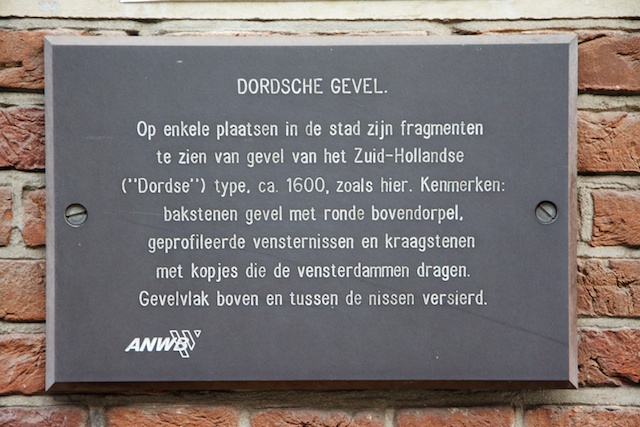 DORDSCHE GEVEL.
Op enkele plaatsen in de stad zijn fragmenten
te zien van gevel van het Zuid-Hollandse
("Dordse") type, ca. 1600, zoals hier. Kenmerken:
bakstenen gevel met ronde bovendorpel,
geprofileerde vensternissen en kraagstenen
met kopjes die de vensterdammen dragen.
Gevelvlak boven en tussen de nissen versierd.
ANWB